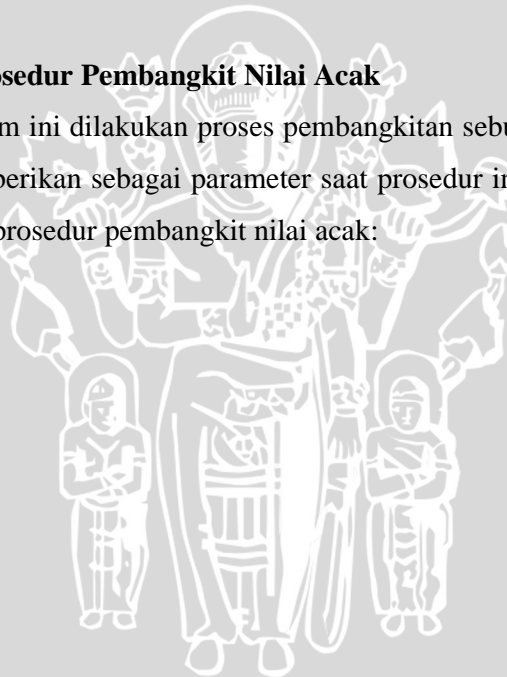 osedur Pembangkit Nilai Acak
m ini dilakukan proses pembangkitan sebu
berikan sebagai parameter saat prosedur in
prosedur pembangkit nilai acak: